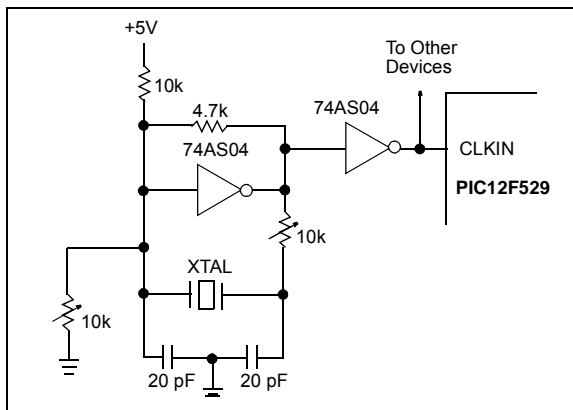 +5V
To Other
Devices
10k
4.7k
74AS04
74AS04
CLKIN
PIC12F529
10k
XTAL
10k
20 pF
20 pF